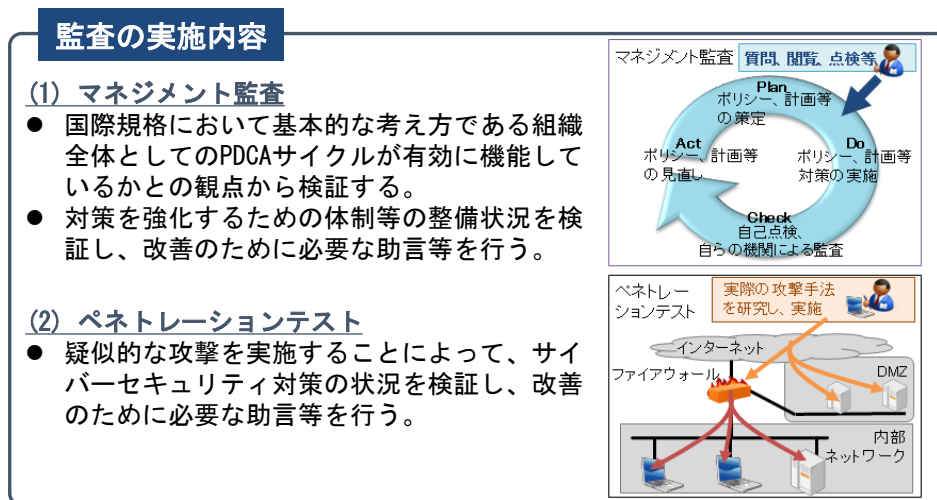 監査の実施内容
(1) マネジメント監査
● 国際規格において基本的な考え方である組織
全体としてのPDCAサイクルが有効に機能して
いるかとの観点から検証する。
● 対策を強化するための体制等の整備状況を検
証し、改善のために必要な助言等を行う。
(2) ペネトレーションテスト
● 疑似的な攻撃を実施することによって、サイ
バーセキュリティ対策の状況を検証し、改善
のために必要な助言等を行う。
マネジメント監査
質問、閲覧、点検等
Plan
ポリシー、計画等
の策定
Do
ポリシー、計画等
対策の実施
Check
自己点検、
自らの機関による監査
Act
ポリシー、計画等
の見直し
ペネトレー
ションテスト
実際の攻撃手法
を研究し、実施
インターネット
ファイアウォール
DMZ
内部
ネットワーク